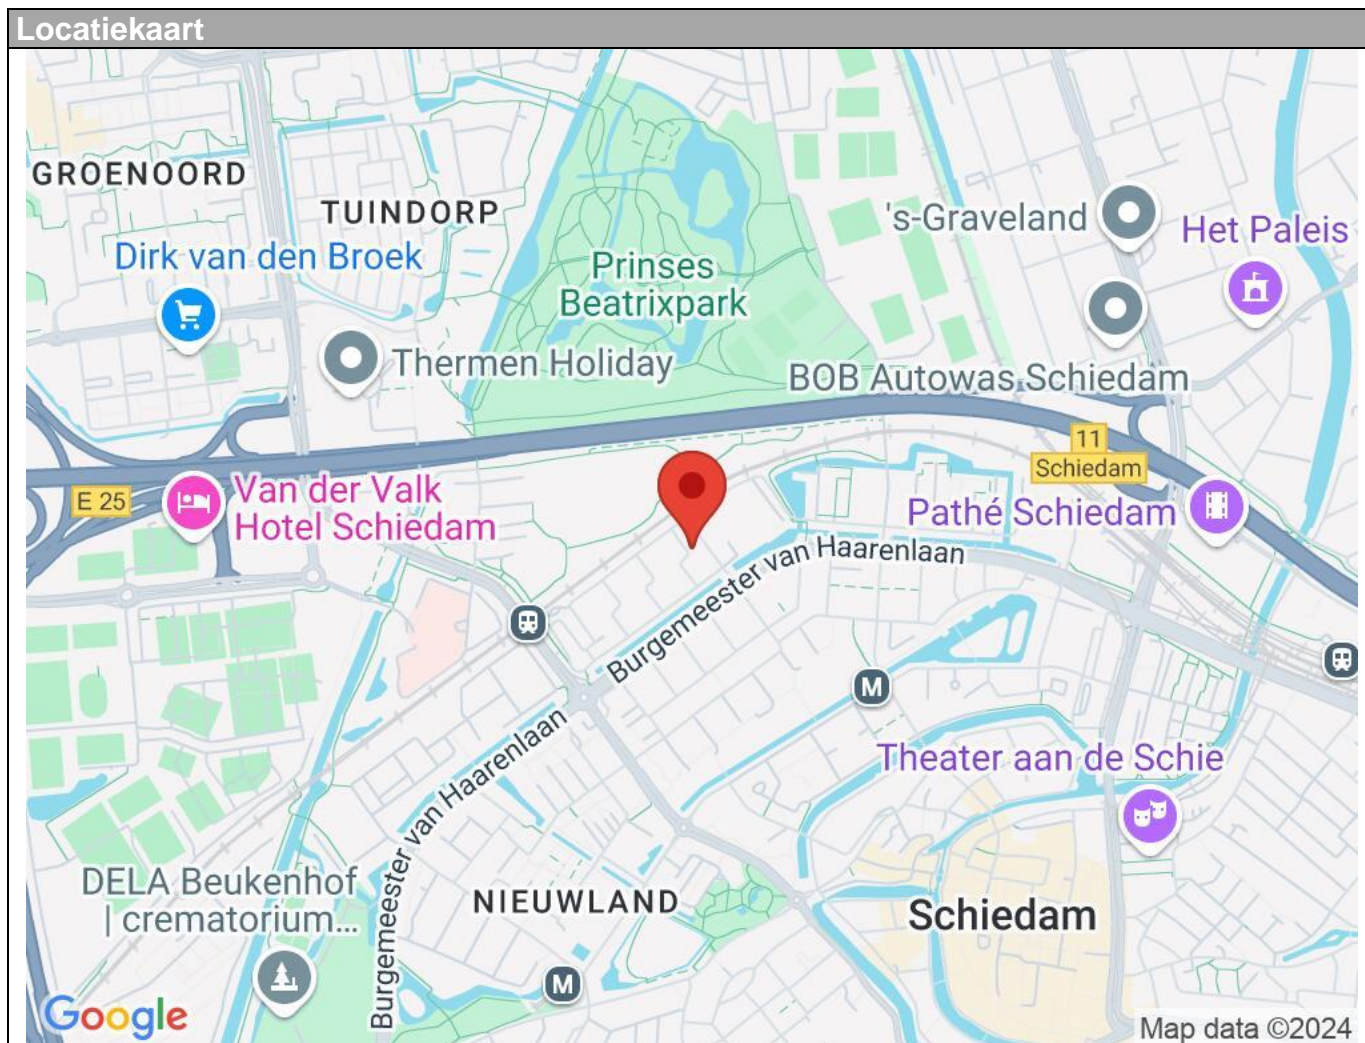 Locatiekaart
GROENOORD
TUINDORP
's-Graveland
Het Paleis
Dirk van den Broek
Prinses
Beatrixpark
Thermen Holiday
BOB Autowas Schiedam
11
Schiedam
E 25
Van der Valk
Hotel Schiedam
Pathé Schiedam
Burgemeester van Haarenlaan
M
Burgemeester van Haarenlaan
Theater aan de Schie
DELA Beukenhof
| crematorium...
NIEUWLAND
Schiedam
M
Google
Map data ©2024